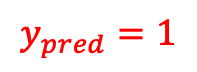 y_pred = 1